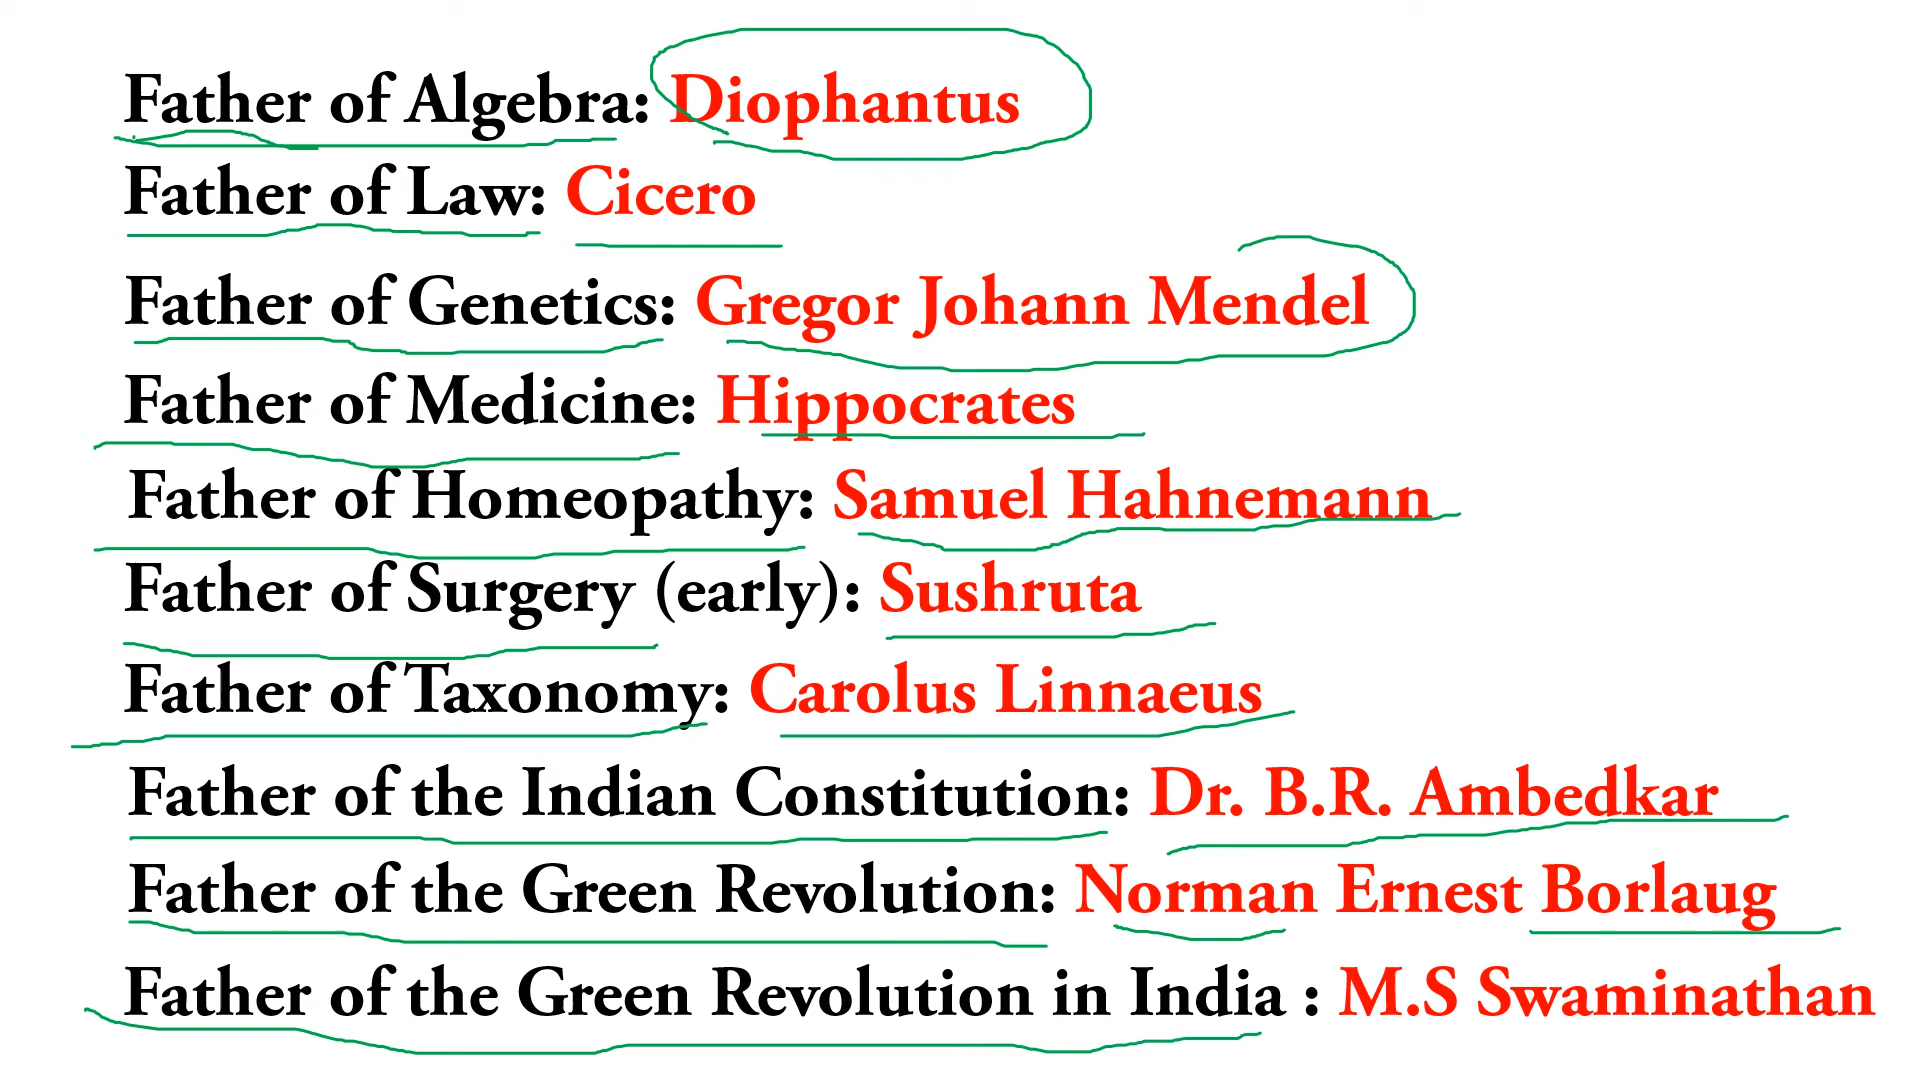 Father of Algebra: Diophantus
Father of Law: Cicero
Father of Genetics: Gregor Johann Mendel
Father of Medicine: Hippocrates
Father of Homeopathy: Samuel Hahnemann
Father of Surgery (early): Sushruta
Father of Taxonomy: Carolus Linnaeus
Father of the Indian Constitution: Dr. B.R. Ambedkar
Father of the Green Revolution: Norman Ernest Borlaug
Father of the Green Revolution in India : M.S Swaminathan